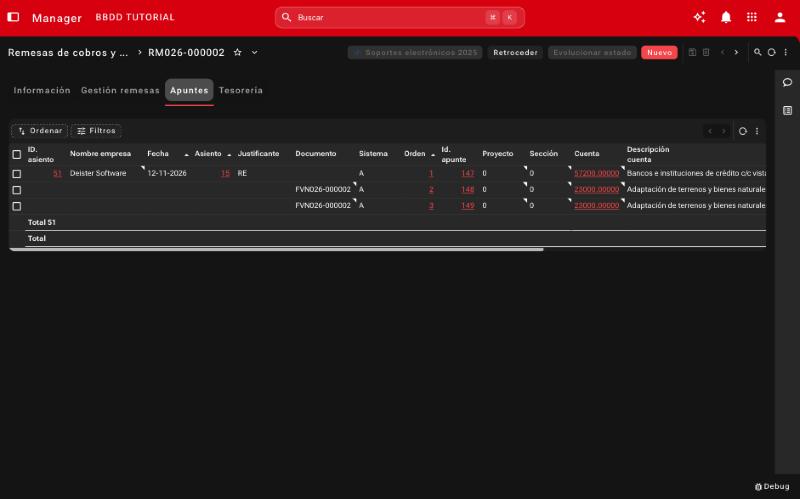 Manager BBDD TUTORIAL Buscar ⌘ K
Remesas de cobros y ... > RM026-000002 Soportes electrónicos 2025 Retroceder Evolucionar estado Nuevo
Información Gestión remesas Apuntes Tesorería
Ordenar Filtros
ID. asiento Nombre empresa Fecha Asiento Justificante Documento Sistema Orden Id. apunte Proyecto Sección Cuenta Descripción cuenta
51 Deister Software 12-11-2026 15 RE A 1 147 0 0 57200.00000 Bancos e instituciones de crédito c/c vist
FVN026-000002 A 2 148 0 0 23000.00000 Adaptación de terrenos y bienes naturale
FVN026-000002 A 3 149 0 0 23000.00000 Adaptación de terrenos y bienes naturale
Total 51
Total
Debug